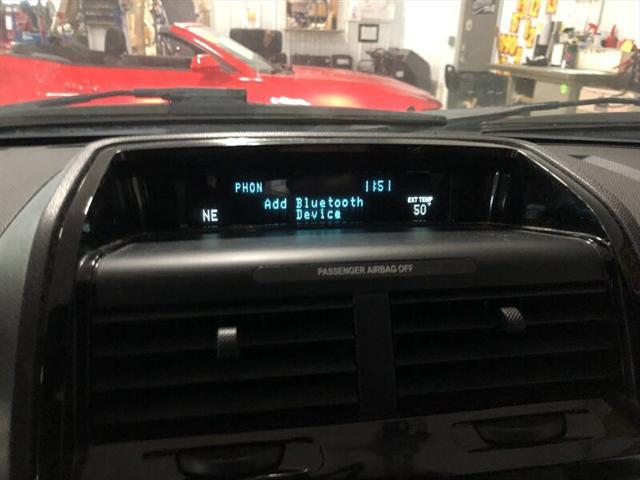 PHON 11:51
Add Bluetooth
Device
NE
EXT TEMP
50°
PASSENGER AIRBAG OFF